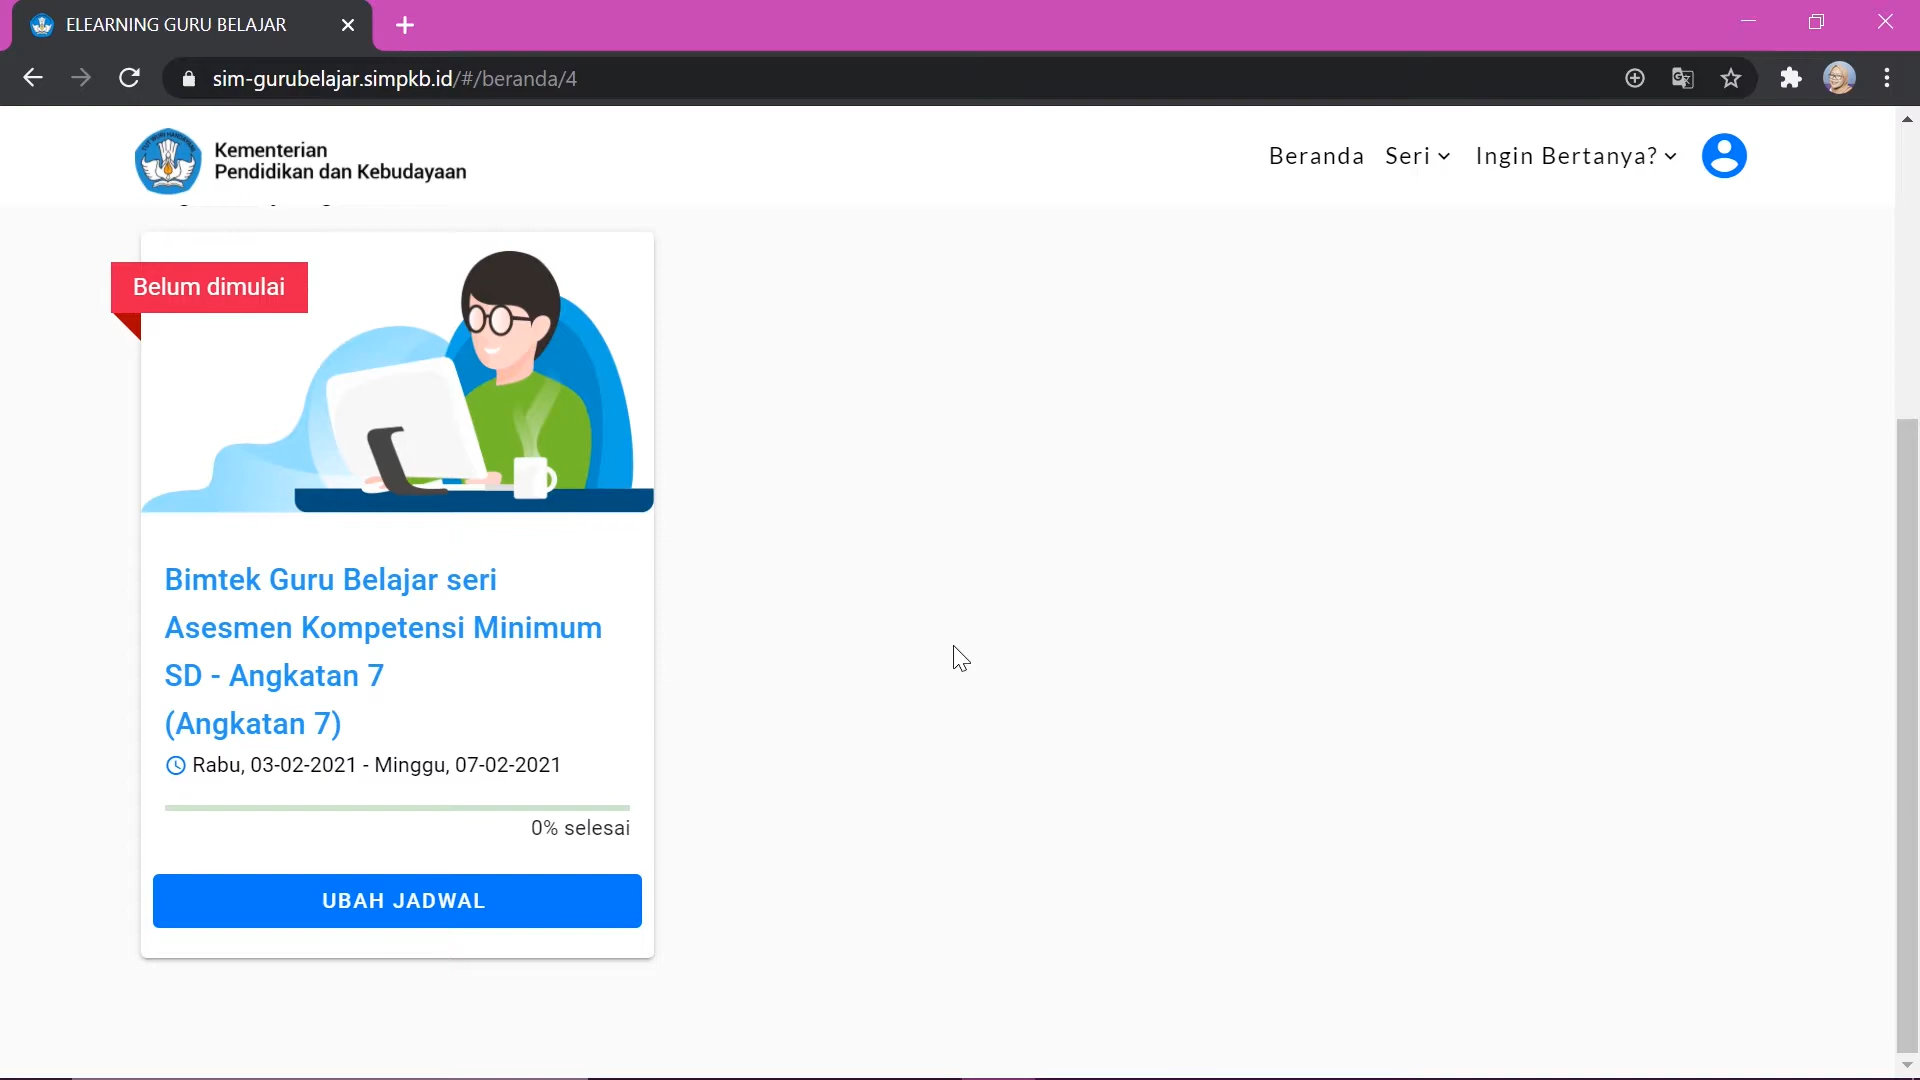 ELEARNING GURU BELAJAR
sim-gurubelajar.simpkb.id/#/beranda/4
Kementerian
Pendidikan dan Kebudayaan
Beranda Seri Ingin Bertanya?
Belum dimulai
Bimtek Guru Belajar seri
Asesmen Kompetensi Minimum
SD - Angkatan 7
(Angkatan 7)
Rabu, 03-02-2021 - Minggu, 07-02-2021
0% selesai
UBAH JADWAL